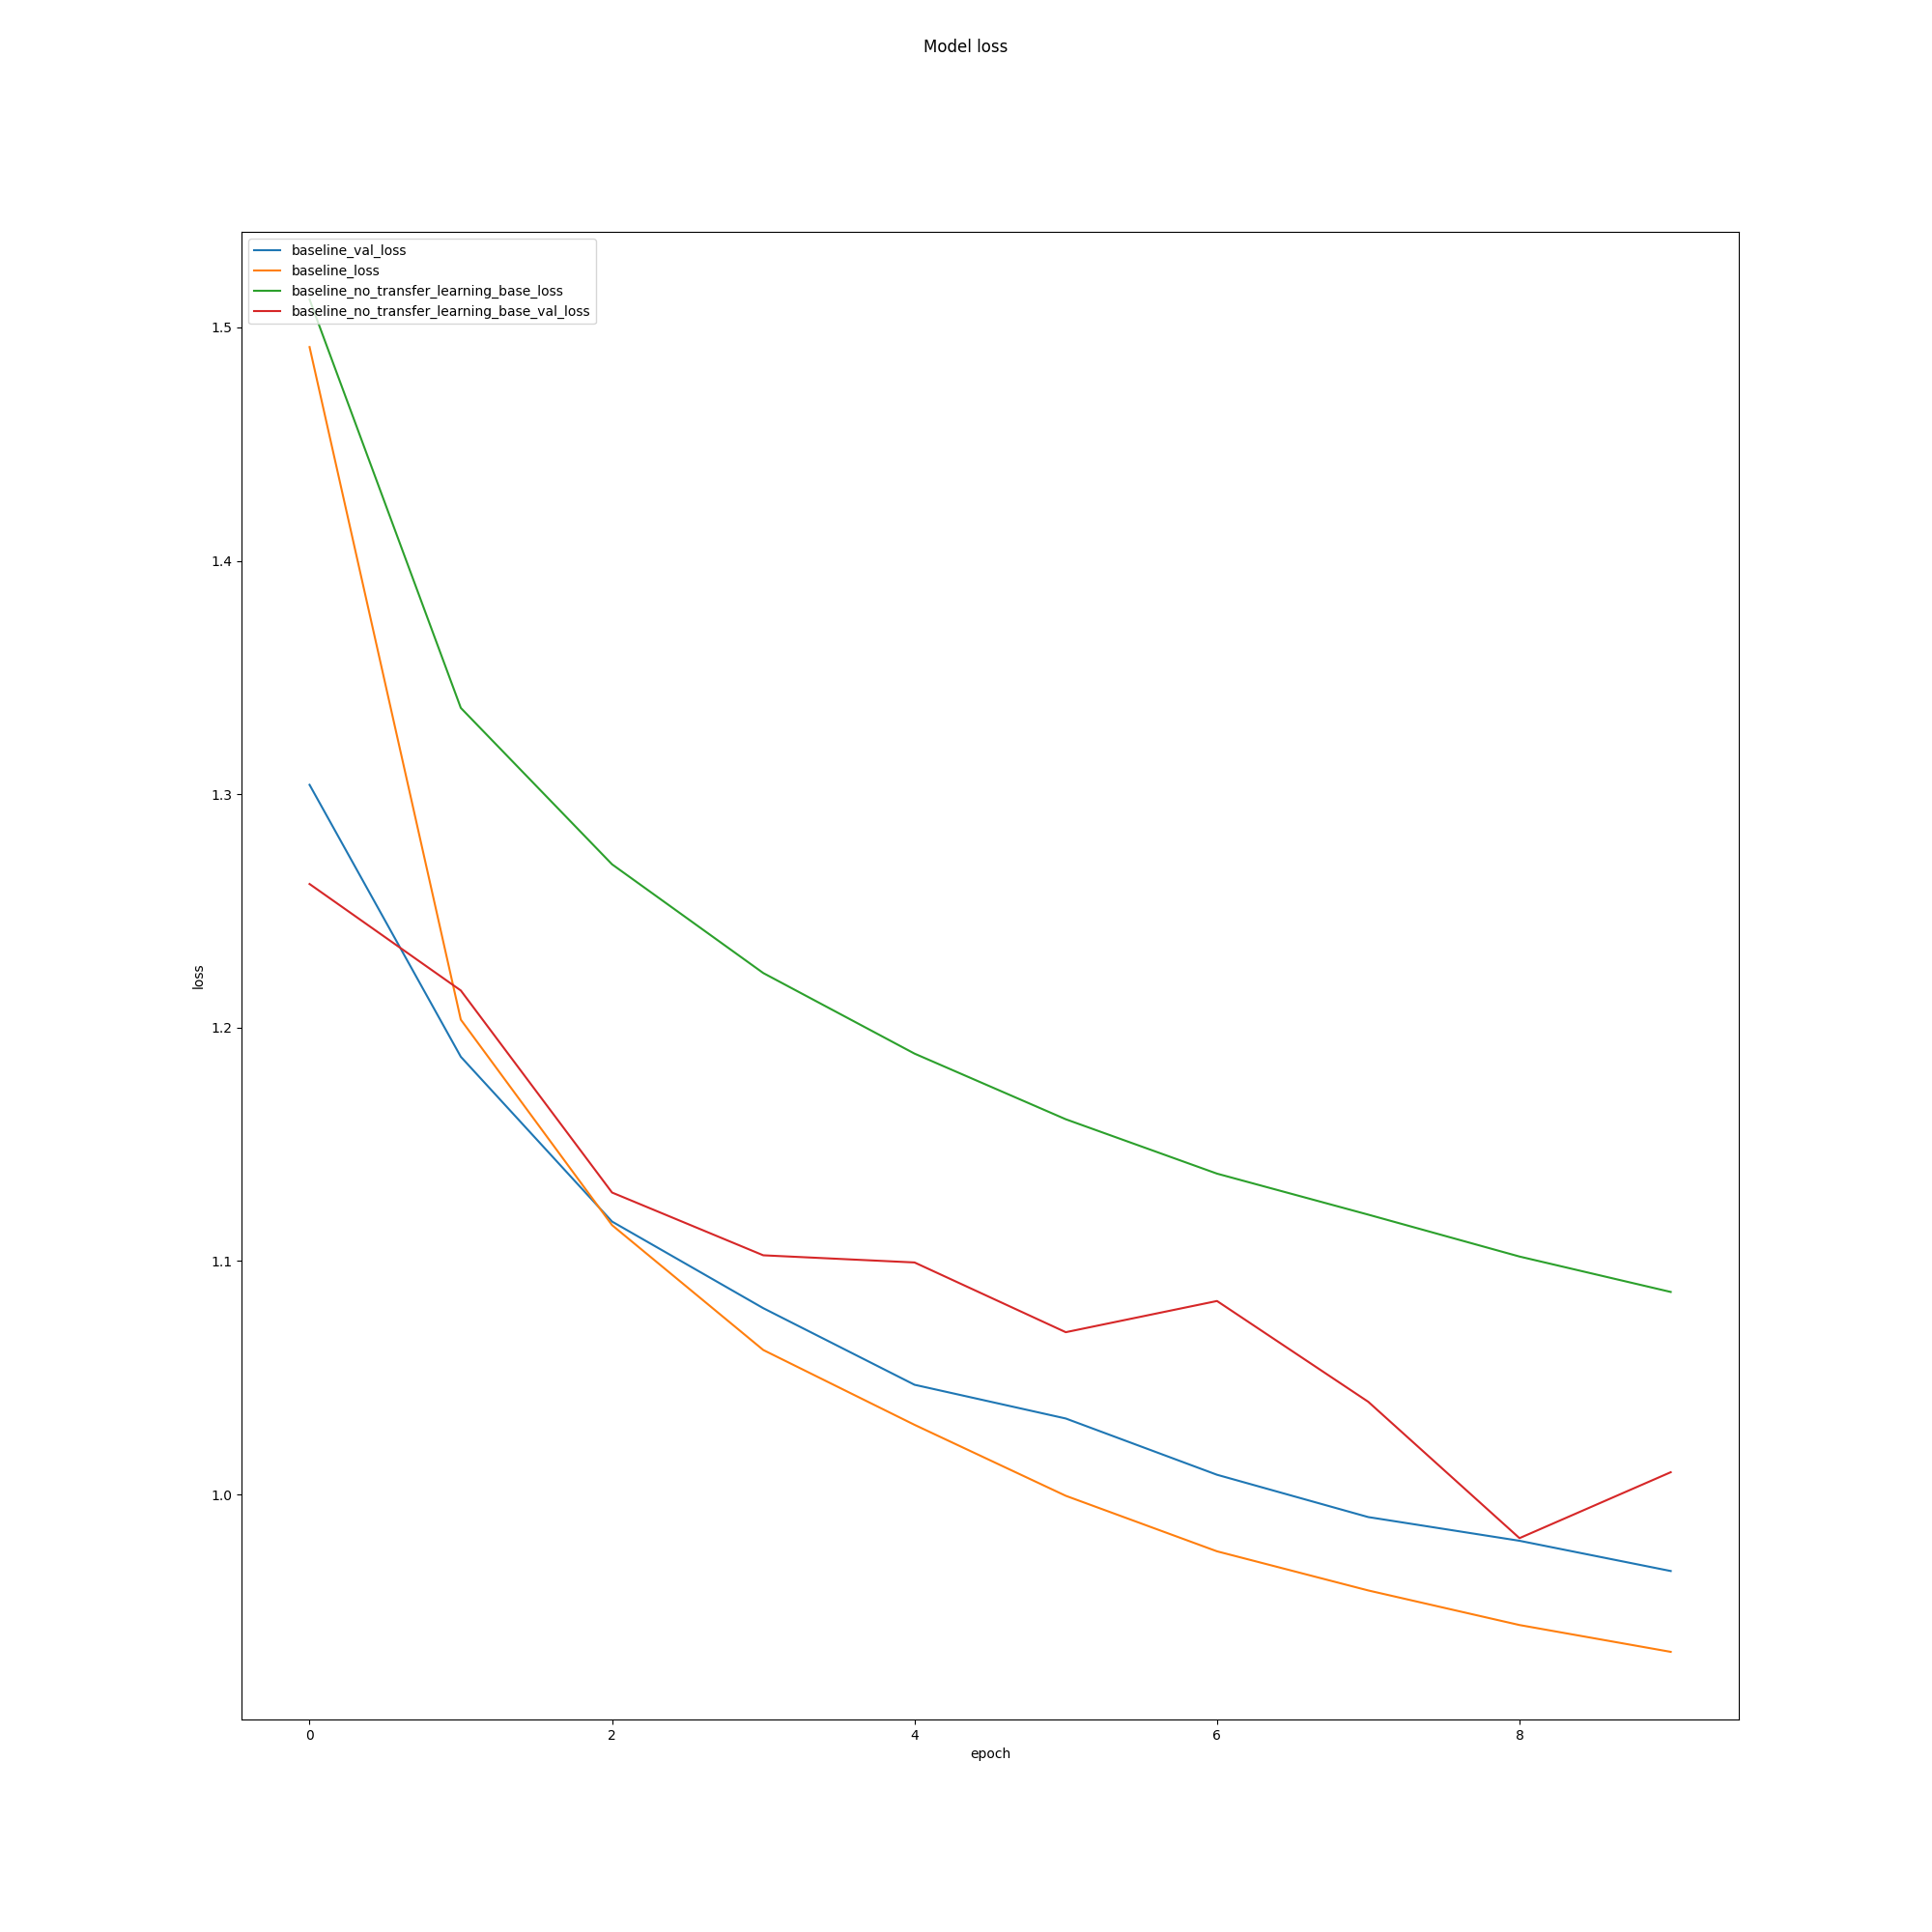 Model loss
baseline_val_loss
baseline_loss
baseline_no_transfer_learning_base_loss
baseline_no_transfer_learning_base_val_loss
1.5
1.4
1.3
1.2
1.1
1.0
loss
0 2 4 6 8
epoch